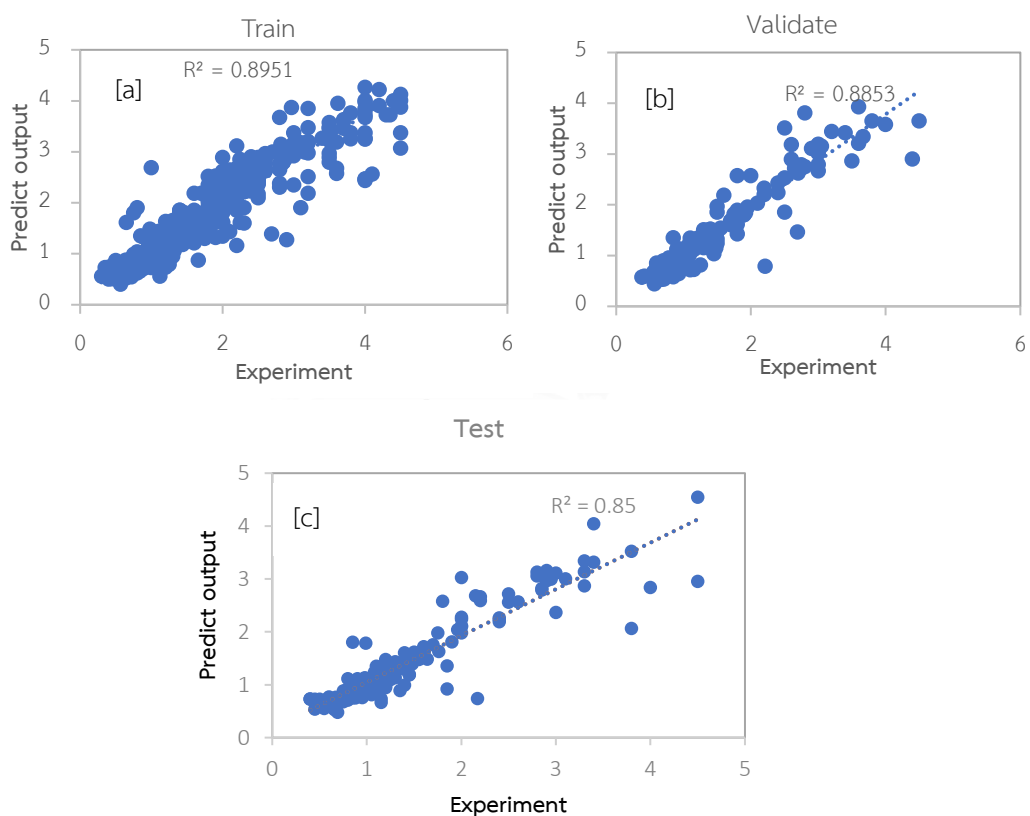 Train
R² = 0.8951
[a]
5
4
3
2
1
0
Predict output
0
2
4
6
Experiment
Validate
R² = 0.8853
[b]
5
4
3
2
1
0
Predict output
0
2
4
6
Experiment
Test
R² = 0.85
[c]
5
4
3
2
1
0
Predict output
0
1
2
3
4
5
Experiment